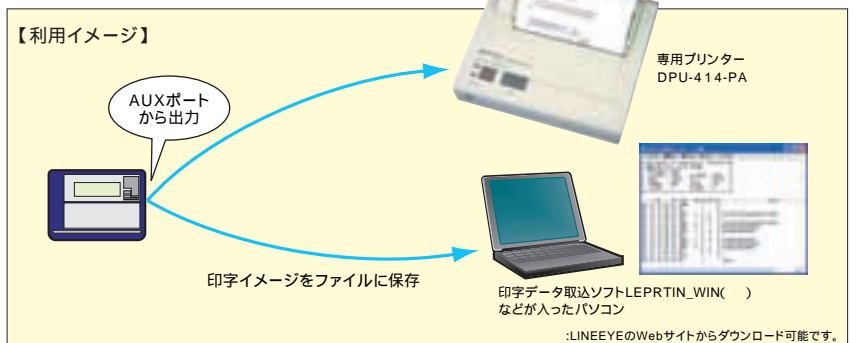 【利用イメージ】
AUXポート
から出力
専用プリンター
DPU-414-PA
印字イメージをファイルに保存
印字データ取込ソフトLEPRTIN_WIN(　)
などが入ったパソコン
:LINEEYEのWebサイトからダウンロード可能です。